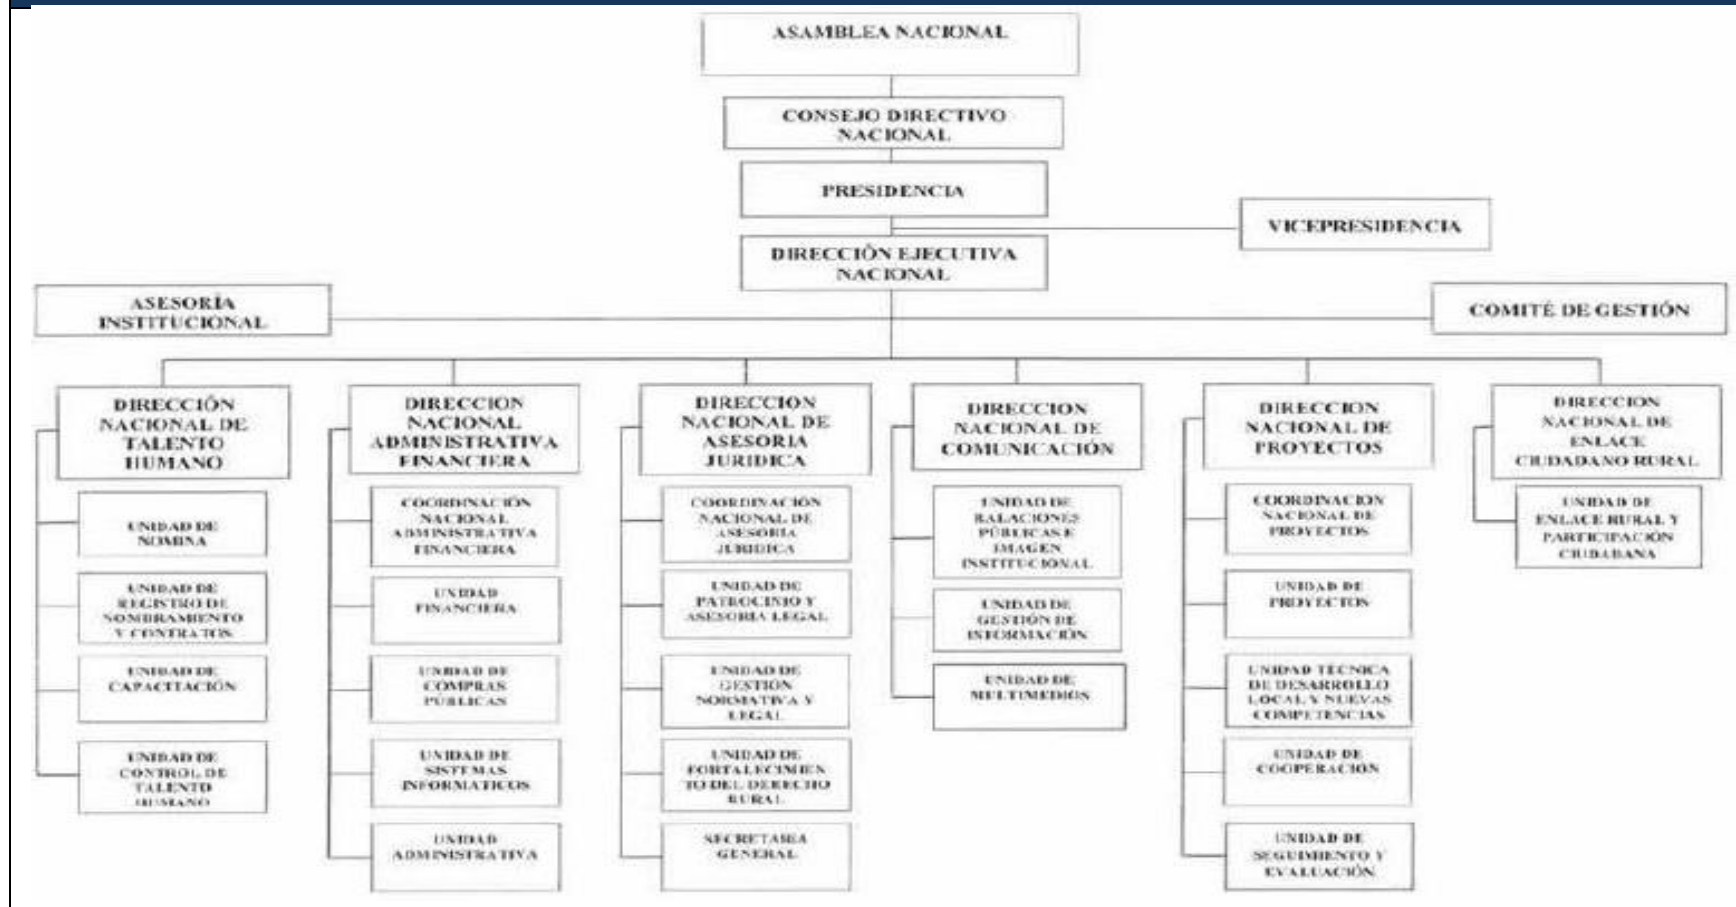 ASAMBLEA NACIONAL
CONSEJO DIRECTIVO
NACIONAL
PRESIDENCIA
VICEPRESIDENCIA
DIRECCIÓN EJECUTIVA
NACIONAL
ASESORÍA
INSTITUCIONAL
COMITÉ DE GESTIÓN
DIRECCIÓN
NACIONAL DE
TALENTO
HUMANO
UNIDAD DE
NOMINA
UNIDAD DE
REGISTRO DE
NOMBRAMIENTO
Y CONTRATOS
UNIDAD DE
CAPACITACIÓN
UNIDAD DE
CONTROL DE
TALENTO
HUMANO
DIRECCION
NACIONAL
ADMINISTRATIVA
FINANCIERA
COORDINACIÓN
NACIONAL
ADMINISTRATIVA
FINANCIERA
UNIDAD
FINANCIERA
UNIDAD DE
COMPRAS
PÚBLICAS
UNIDAD DE
SISTEMAS
INFORMATICOS
UNIDAD
ADMINISTRATIVA
DIRECCION
NACIONAL DE
ASESORIA
JURIDICA
COORDINACIÓN
NACIONAL DE
ASESORIA
JURIDICA
UNIDAD DE
PATROCINIO Y
ASESORIA LEGAL
UNIDAD DE
GESTIÓN
NORMATIVA Y
LEGAL
UNIDAD DE
FORTALECIMIEN
TO DEL DERECHO
RURAL
SECRETARIA
GENERAL
DIRECCION
NACIONAL DE
COMUNICACIÓN
UNIDAD DE
RALACIONES
PÚBLICAS E
IMAGEN
INSTITUCIONAL
UNIDAD DE
GESTIÓN DE
INFORMACIÓN
UNIDAD DE
MULTIMEDIOS
DIRECCION
NACIONAL DE
PROYECTOS
COORDINACION
NACIONAL DE
PROYECTOS
UNIDAD DE
PROYECTOS
UNIDAD TÉCNICA
DE DESARROLLO
LOCAL Y NUEVAS
COMPETENCIAS
UNIDAD DE
COOPERACIÓN
UNIDAD DE
SEGUIMIENTO Y
EVALUACIÓN
DIRECCION
NACIONAL DE
ENLACE
CIUDADANO RURAL
UNIDAD DE
ENLACE RURAL Y
PARTICIPACIÓN
CIUDADANA